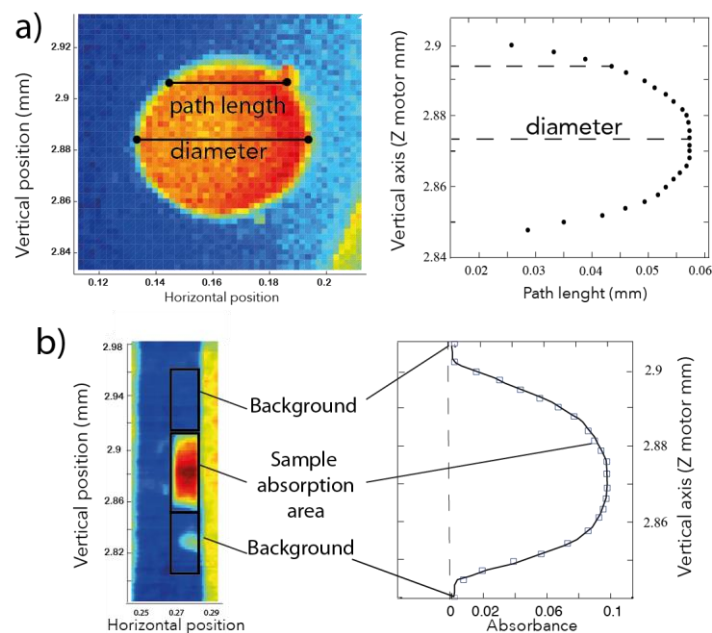 a)
Vertical position (mm)
2.92
2.9
2.88
2.86
2.84
path length
diameter
0.12
0.14
0.16
0.18
0.2
Horizontal position
Vertical axis (Z motor mm)
2.9
2.88
2.86
2.84
diameter
0.02
0.03
0.04
0.05
0.06
Path lenght (mm)
b)
Vertical position (mm)
2.98
2.94
2.9
2.86
2.82
0.25
0.27
0.29
Horizontal position
Background
Sample
absorption
area
Background
2.9
2.88
2.86
Vertical axis (Z motor mm)
0
0.02
0.06
0.1
Absorbance